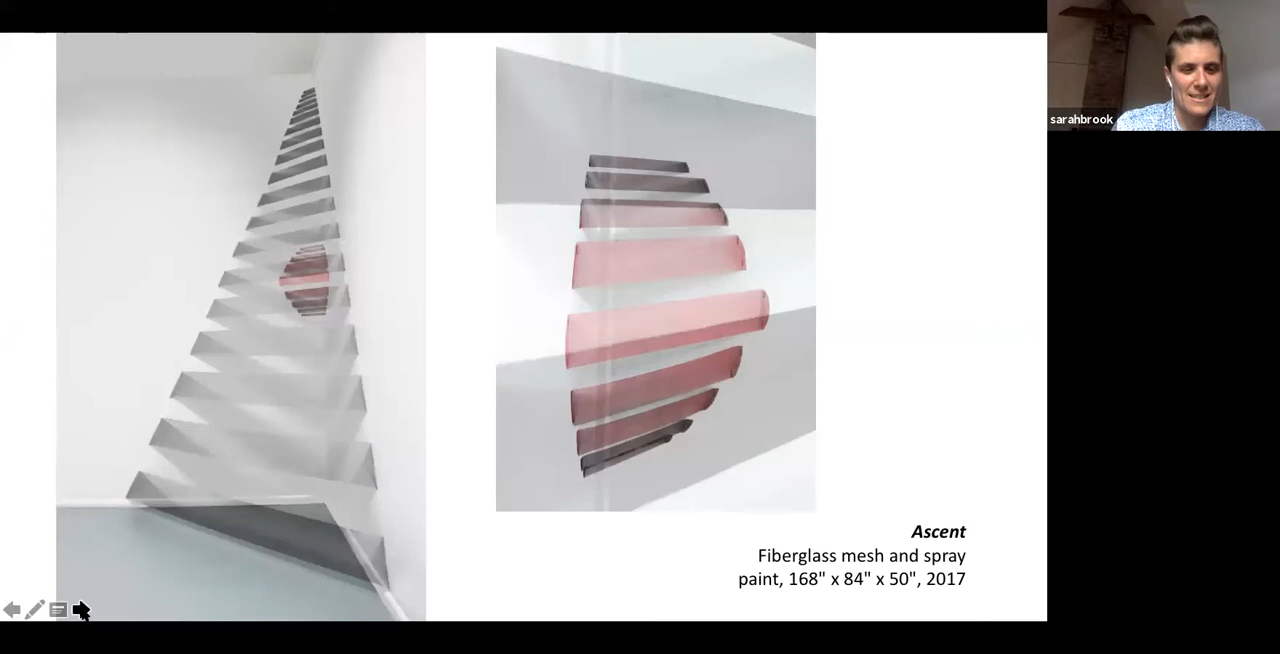 sarahbrook
Ascent
Fiberglass mesh and spray
paint, 168" x 84" x 50", 2017